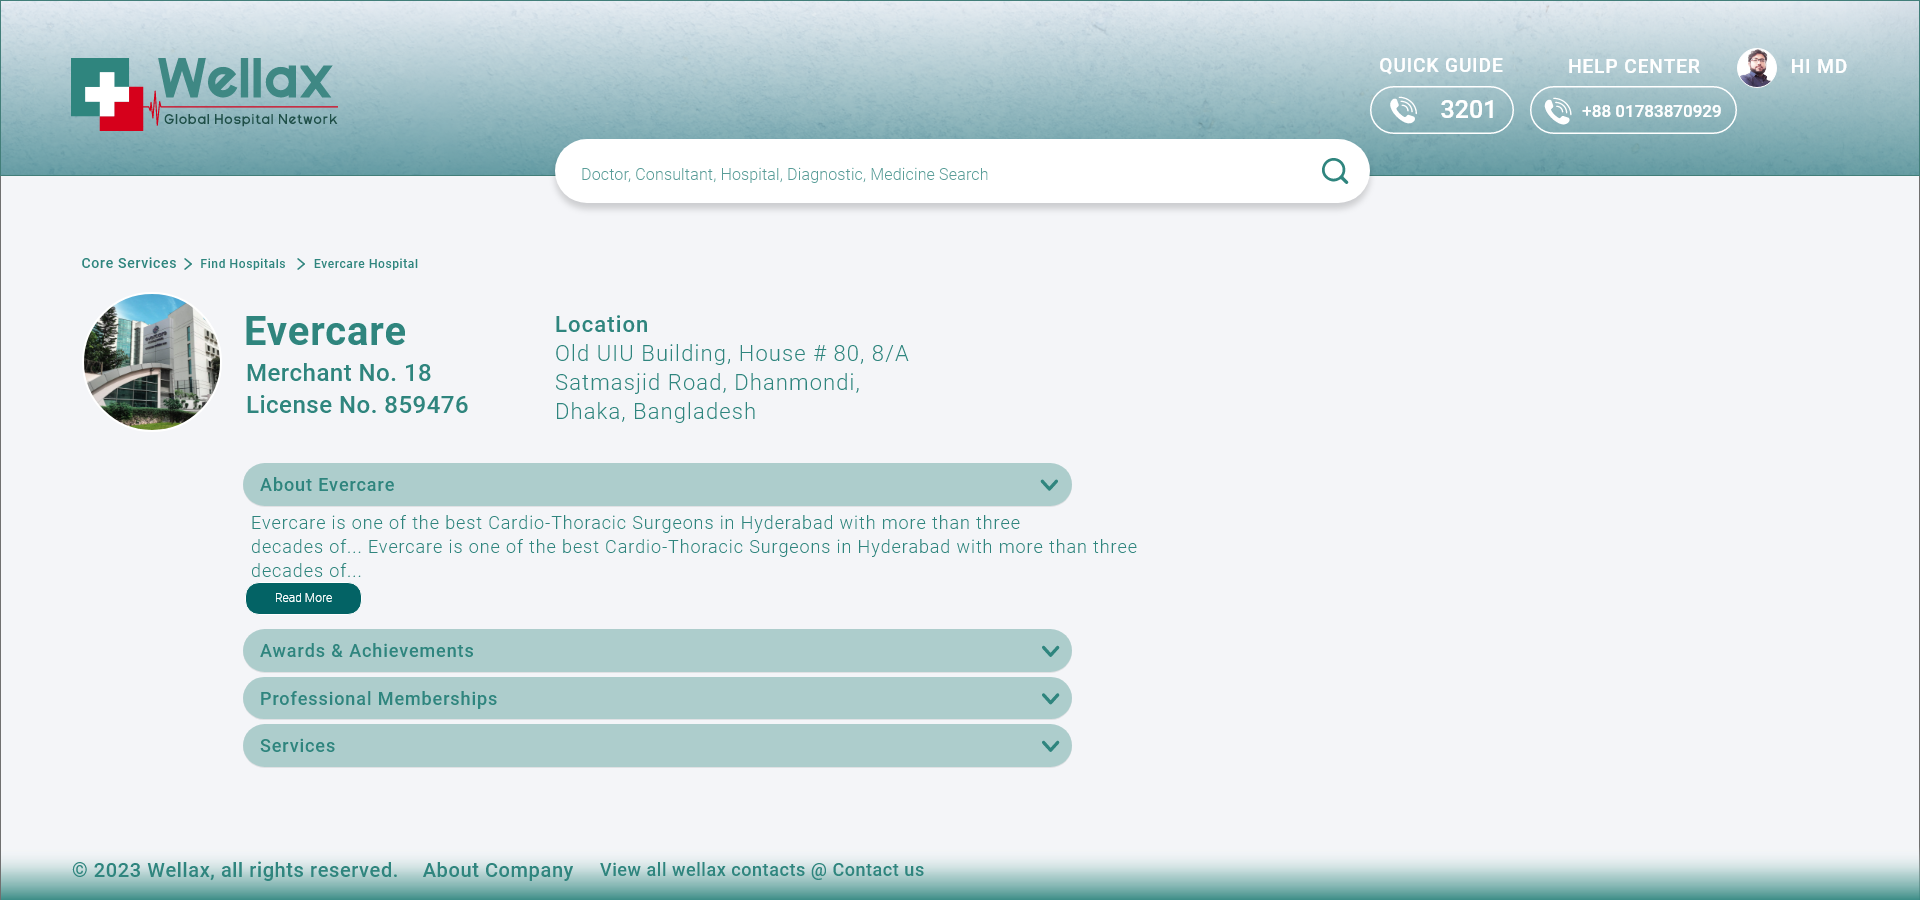 Wellax
Global Hospital Network
QUICK GUIDE
3201
HELP CENTER
+88 01783870929
HI MD
Doctor, Consultant, Hospital, Diagnostic, Medicine Search
Core Services > Find Hospitals > Evercare Hospital
Evercare
Merchant No. 18
License No. 859476
Location
Old UIU Building, House # 80, 8/A
Satmasjid Road, Dhanmondi,
Dhaka, Bangladesh
About Evercare
Evercare is one of the best Cardio-Thoracic Surgeons in Hyderabad with more than three
decades of... Evercare is one of the best Cardio-Thoracic Surgeons in Hyderabad with more than three
decades of...
Read More
Awards & Achievements
Professional Memberships
Services
© 2023 Wellax, all rights reserved. About Company View all wellax contacts @ Contact us